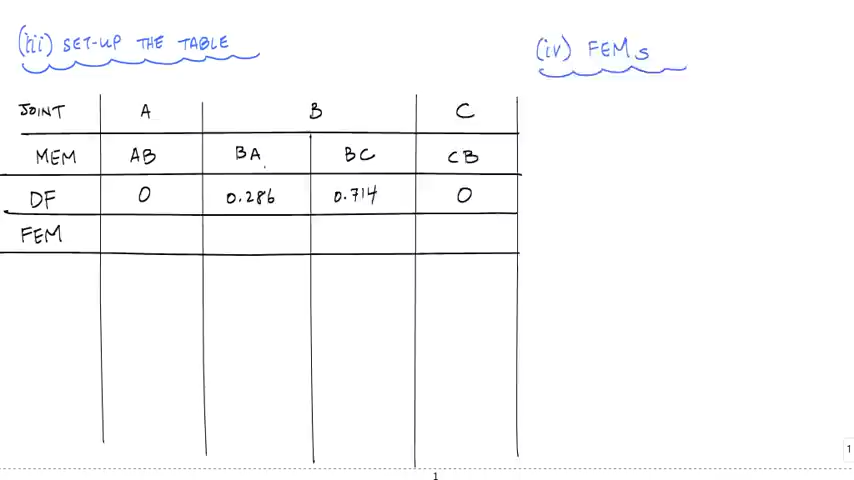 (iii) SET-UP THE TABLE
(iv) FEMs
JOINT A B C
MEM AB BA BC CB
DF 0 0.286 0.714 0
FEM
1
1